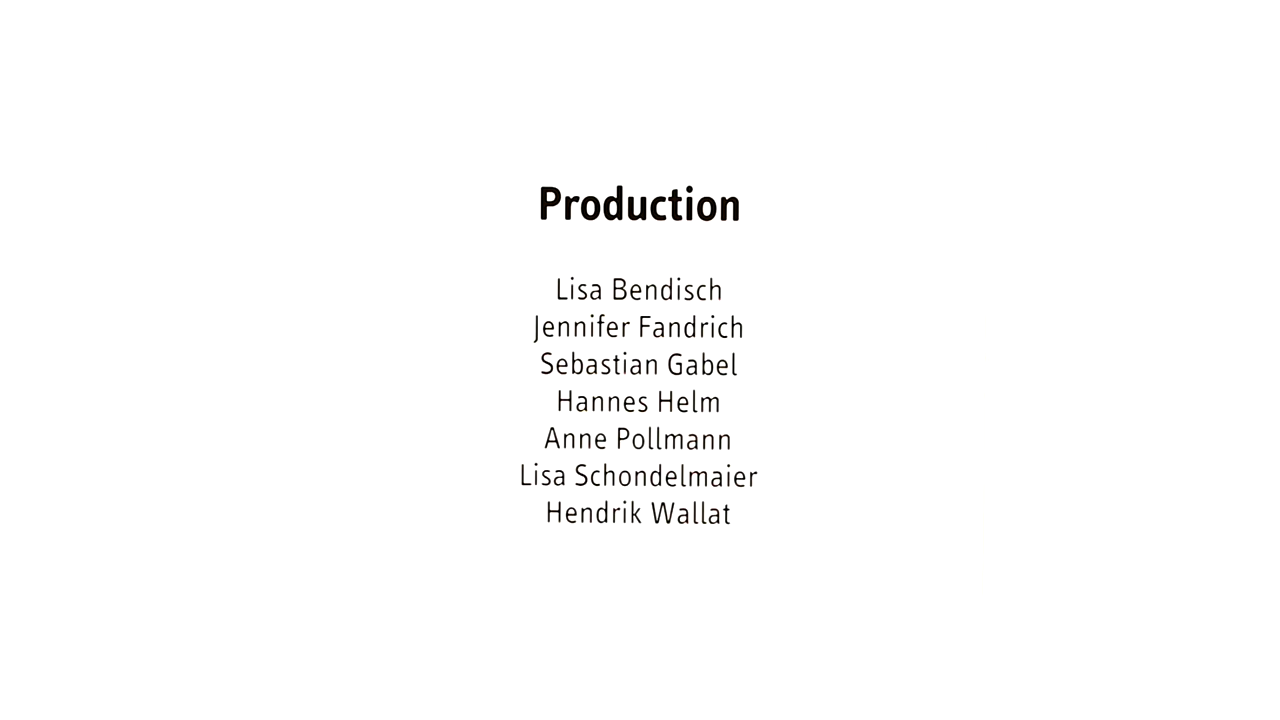 Production
Lisa Bendisch
Jennifer Fandrich
Sebastian Gabel
Hannes Helm
Anne Pollmann
Lisa Schondelmaier
Hendrik Wallat